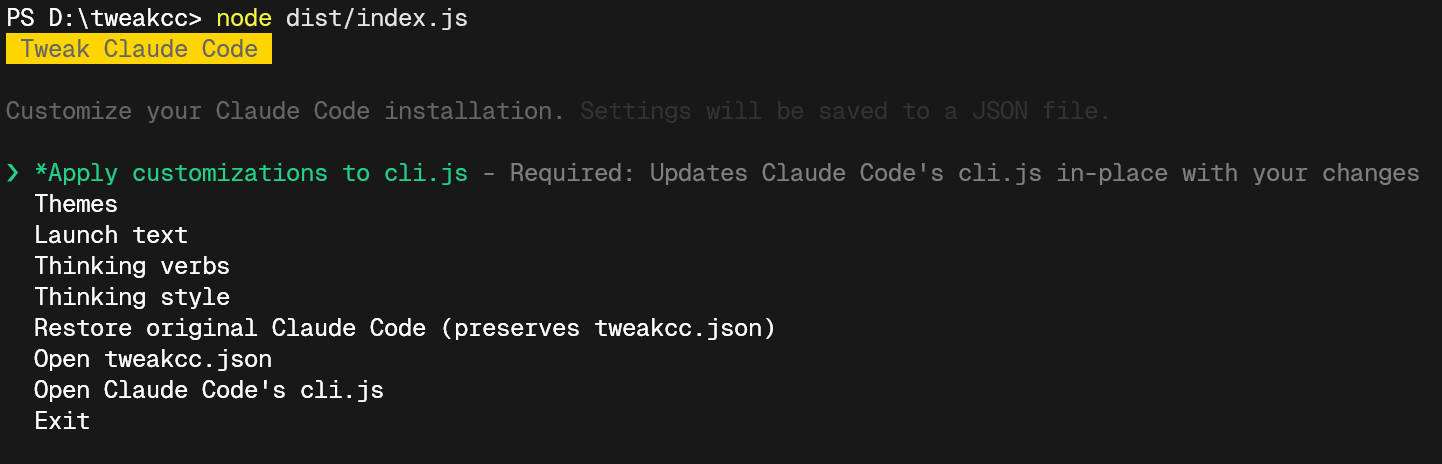 PS D:\tweakcc> node dist/index.js
Tweak Claude Code
Customize your Claude Code installation. Settings will be saved to a JSON file.
❯ *Apply customizations to cli.js - Required: Updates Claude Code's cli.js in-place with your changes
Themes
Launch text
Thinking verbs
Thinking style
Restore original Claude Code (preserves tweakcc.json)
Open tweakcc.json
Open Claude Code's cli.js
Exit